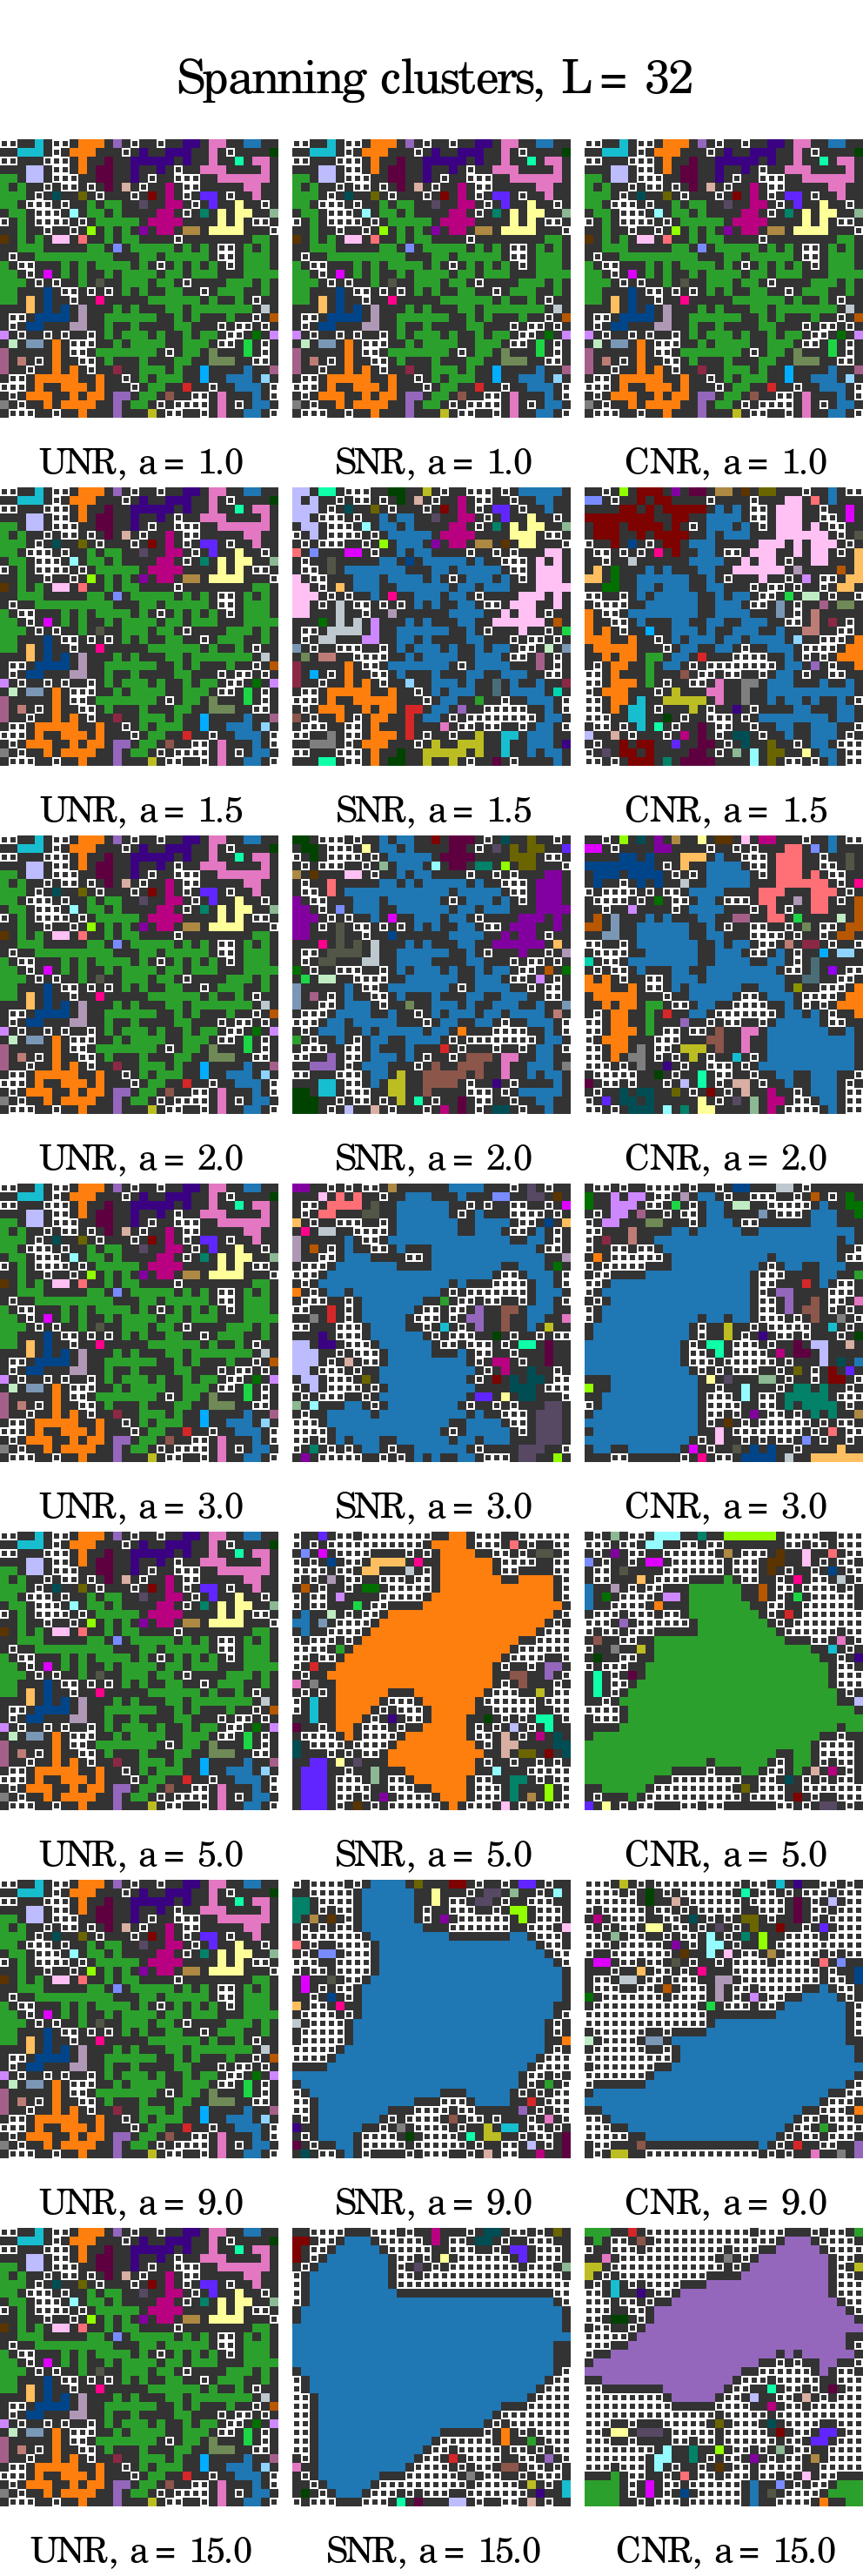 Spanning clusters, L = 32
UNR, a = 1.0 SNR, a = 1.0 CNR, a = 1.0
UNR, a = 1.5 SNR, a = 1.5 CNR, a = 1.5
UNR, a = 2.0 SNR, a = 2.0 CNR, a = 2.0
UNR, a = 3.0 SNR, a = 3.0 CNR, a = 3.0
UNR, a = 5.0 SNR, a = 5.0 CNR, a = 5.0
UNR, a = 9.0 SNR, a = 9.0 CNR, a = 9.0
UNR, a = 15.0 SNR, a = 15.0 CNR, a = 15.0